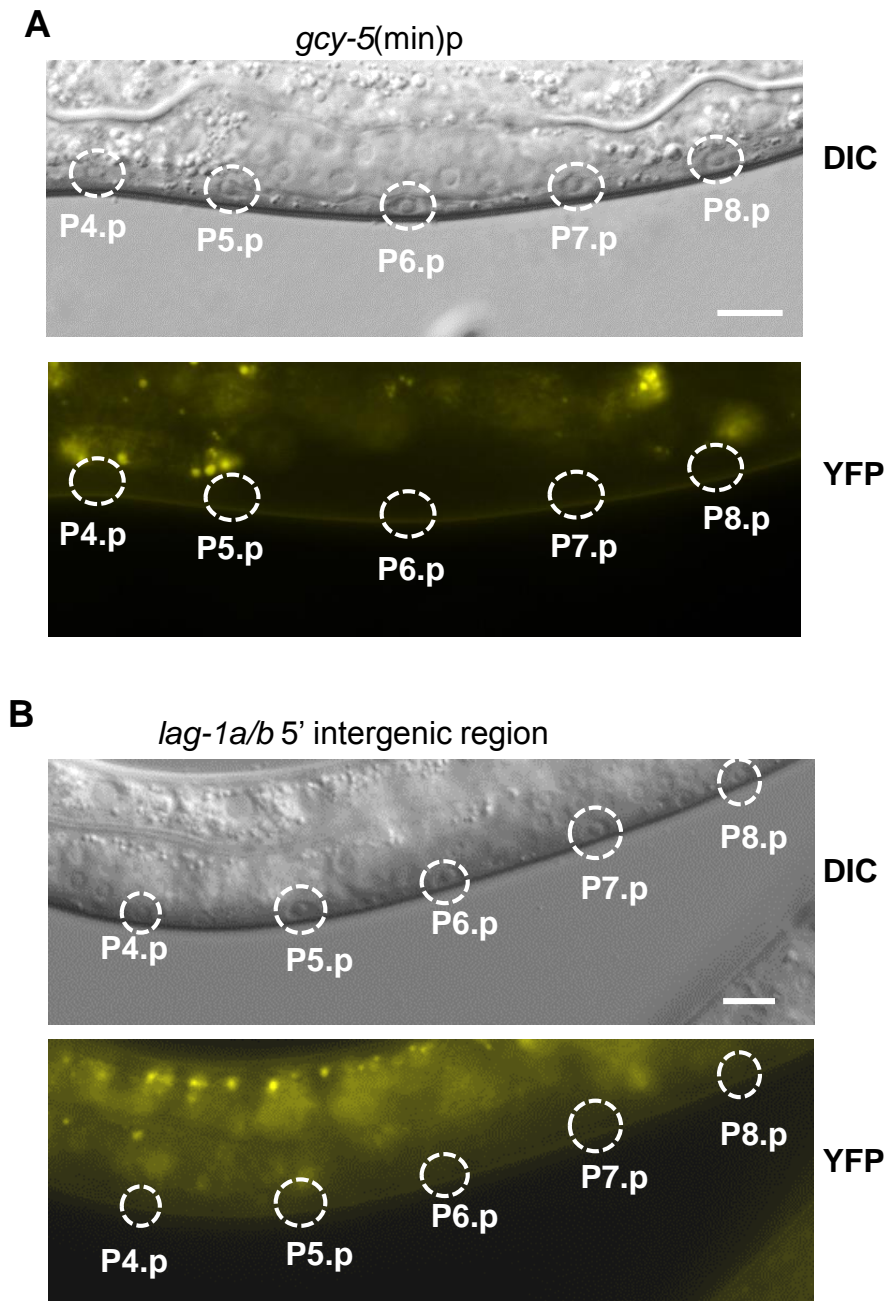 A
gcy-5(min)p
DIC
P4.p
P5.p
P6.p
P7.p
P8.p
YFP
P4.p
P5.p
P6.p
P7.p
P8.p
B
lag-1a/b 5’ intergenic region
DIC
P4.p
P5.p
P6.p
P7.p
P8.p
YFP
P4.p
P5.p
P6.p
P7.p
P8.p